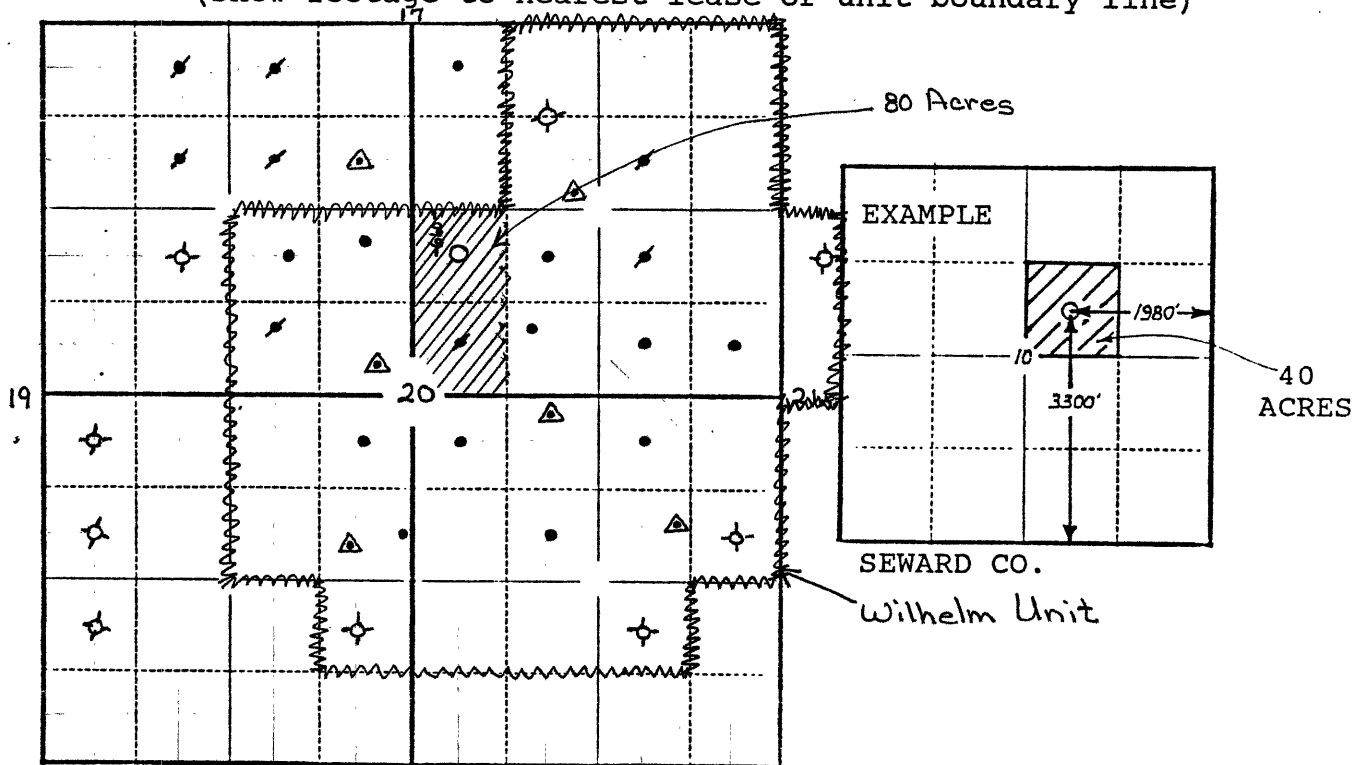 (Show footage to nearest lease or unit boundary line)
17
80 Acres
EXAMPLE
1980'
10
3300'
40
ACRES
19
20
SEWARD CO.
Wilhelm Unit